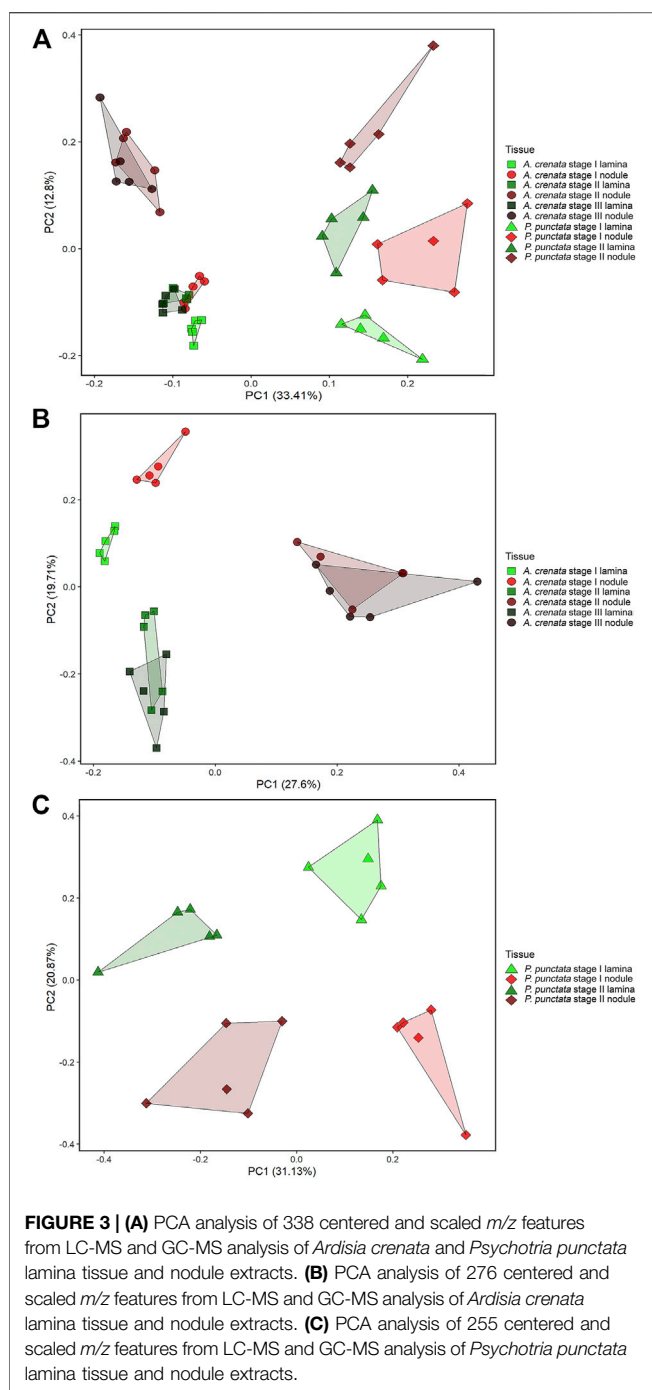 A
0.4
0.2
0.0
-0.2
PC2 (12.8%)
-0.2
-0.1
0.0
0.1
0.2
PC1 (33.41%)
Tissue
A. crenata stage I lamina
A. crenata stage I nodule
A. crenata stage II lamina
A. crenata stage II nodule
A. crenata stage III lamina
A. crenata stage III nodule
P. punctata stage I lamina
P. punctata stage I nodule
P. punctata stage II lamina
P. punctata stage II nodule
B
0.2
0.0
-0.2
-0.4
PC2 (19.71%)
-0.2
0.0
0.2
0.4
PC1 (27.6%)
Tissue
A. crenata stage I lamina
A. crenata stage I nodule
A. crenata stage II lamina
A. crenata stage II nodule
A. crenata stage III lamina
A. crenata stage III nodule
C
0.4
0.2
0.0
-0.2
-0.4
PC2 (20.87%)
-0.4
-0.2
0.0
0.2
PC1 (31.13%)
Tissue
P. punctata stage I lamina
P. punctata stage I nodule
P. punctata stage II lamina
P. punctata stage II nodule
FIGURE 3 | (A) PCA analysis of 338 centered and scaled m/z features
from LC-MS and GC-MS analysis of Ardisia crenata and Psychotria punctata
lamina tissue and nodule extracts. (B) PCA analysis of 276 centered and
scaled m/z features from LC-MS and GC-MS analysis of Ardisia crenata
lamina tissue and nodule extracts. (C) PCA analysis of 255 centered and
scaled m/z features from LC-MS and GC-MS analysis of Psychotria punctata
lamina tissue and nodule extracts.